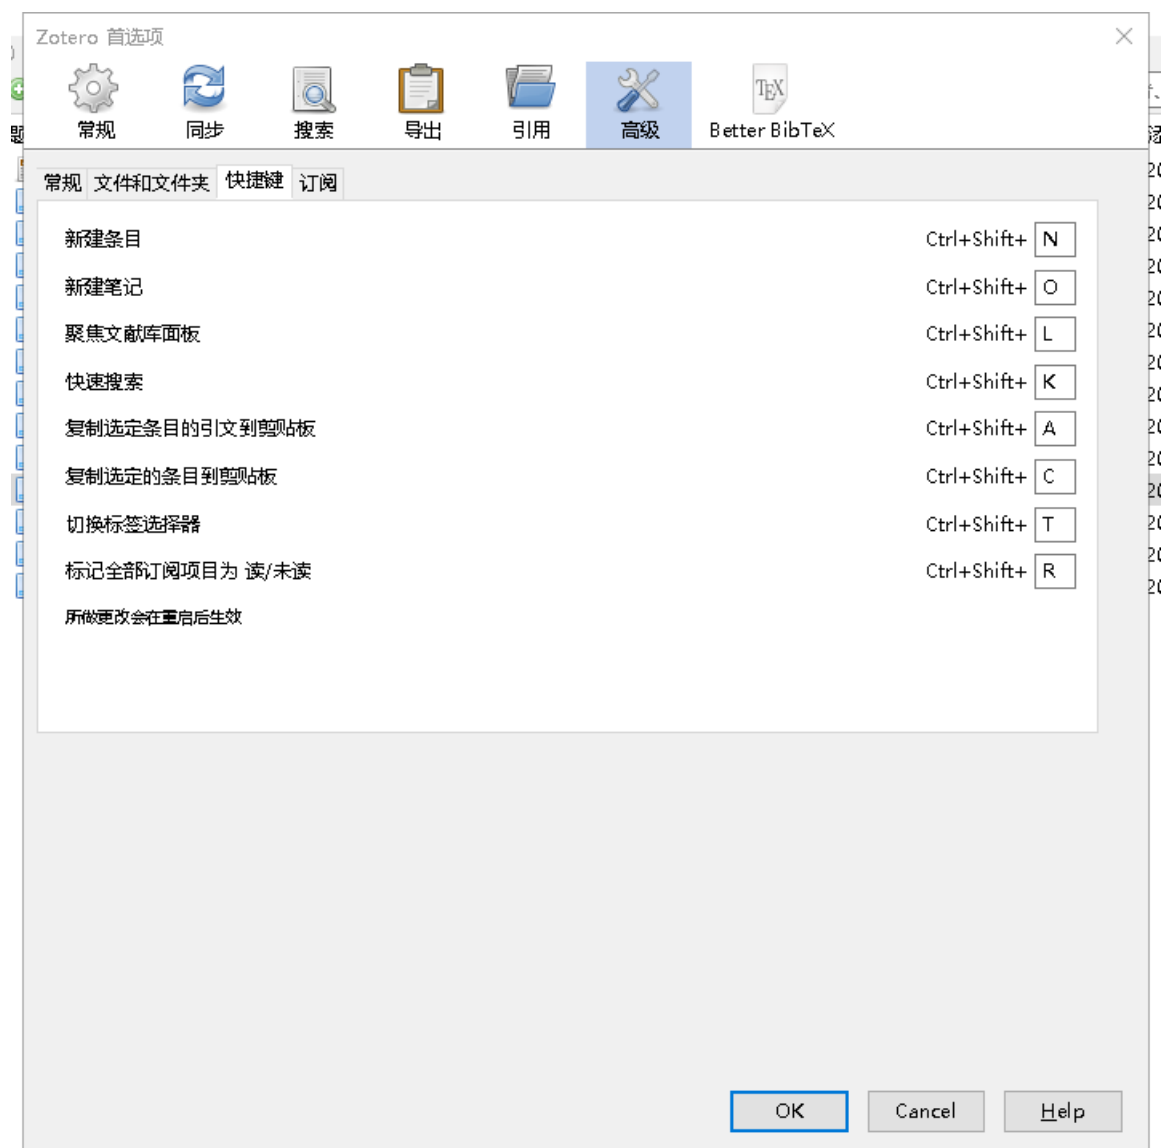 Zotero 首选项
常规 同步 搜索 导出 引用 高级 Better BibTeX
常规 文件和文件夹 快捷键 订阅
新建条目 Ctrl+Shift+ N
新建笔记 Ctrl+Shift+ O
聚焦文献库面板 Ctrl+Shift+ L
快速搜索 Ctrl+Shift+ K
复制选定条目的引文到剪贴板 Ctrl+Shift+ A
复制选定的条目到剪贴板 Ctrl+Shift+ C
切换标签选择器 Ctrl+Shift+ T
标记全部订阅项目为 读/未读 Ctrl+Shift+ R
所做更改会在重启后生效
OK Cancel Help